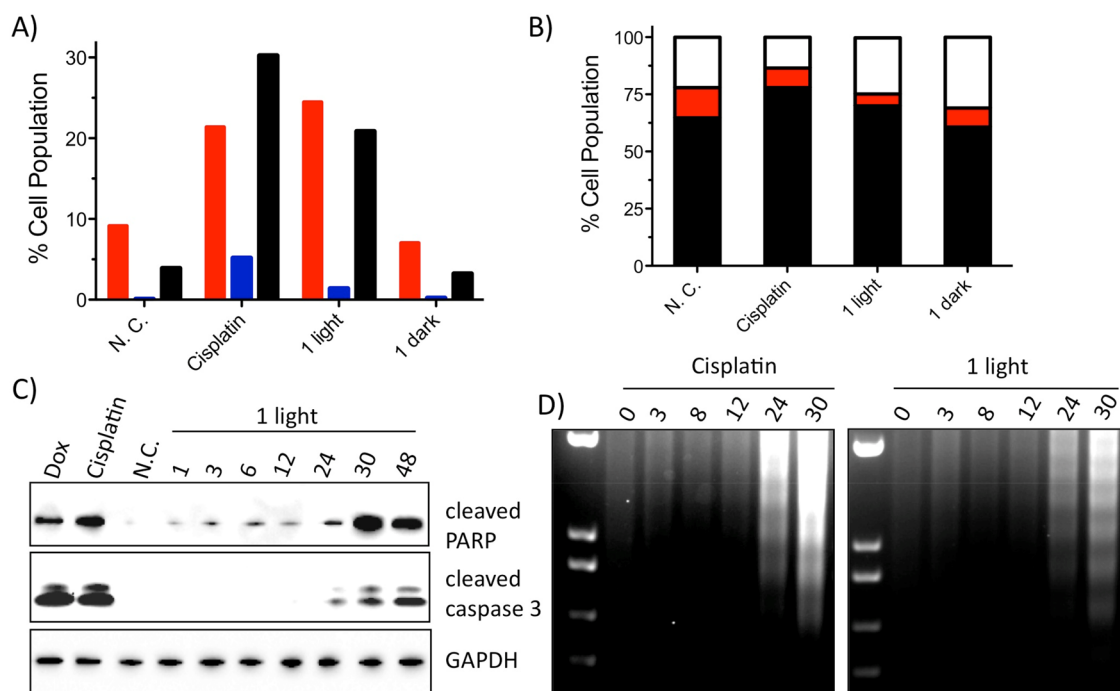 A)
% Cell Population
30
20
10
0
N. C.
Cisplatin
1 light
1 dark
B)
% Cell Population
100
75
50
25
0
N. C.
Cisplatin
1 light
1 dark
C)
1 light
Dox Cisplatin N.C. 1 3 6 12 24 30 48
cleaved
PARP
cleaved
caspase 3
GAPDH
D)
Cisplatin
0 3 8 12 24 30
1 light
0 3 8 12 24 30